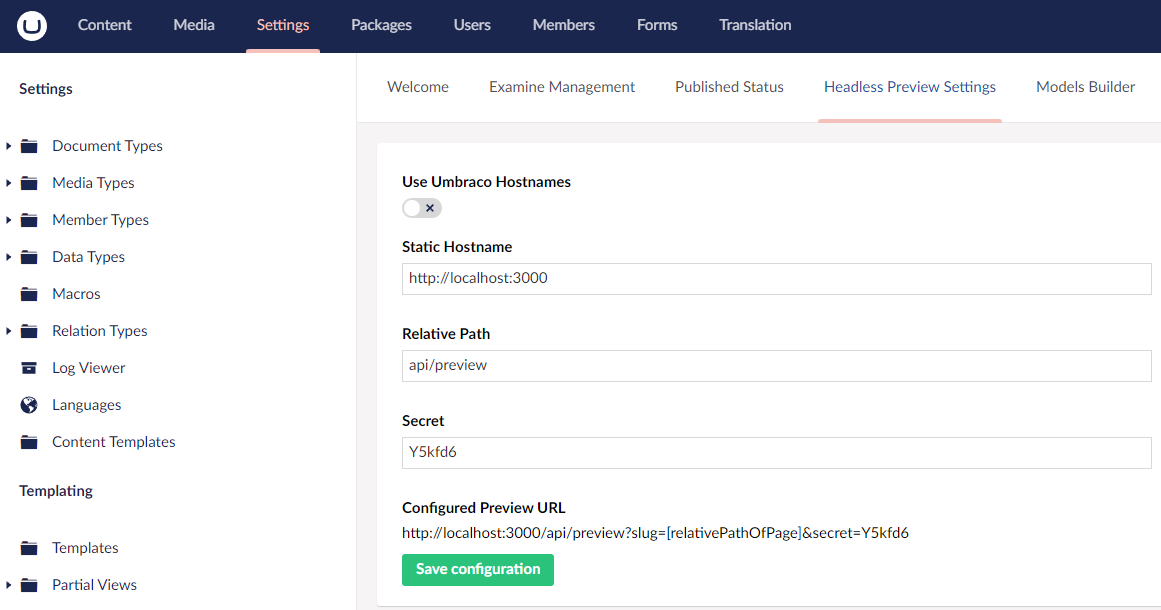 Content Media Settings Packages Users Members Forms Translation
Settings
Document Types
Media Types
Member Types
Data Types
Macros
Relation Types
Log Viewer
Languages
Content Templates
Templating
Templates
Partial Views
Welcome Examine Management Published Status Headless Preview Settings Models Builder
Use Umbraco Hostnames
Static Hostname
http://localhost:3000
Relative Path
api/preview
Secret
Y5kfd6
Configured Preview URL
http://localhost:3000/api/preview?slug=[relativePathOfPage]&secret=Y5kfd6
Save configuration